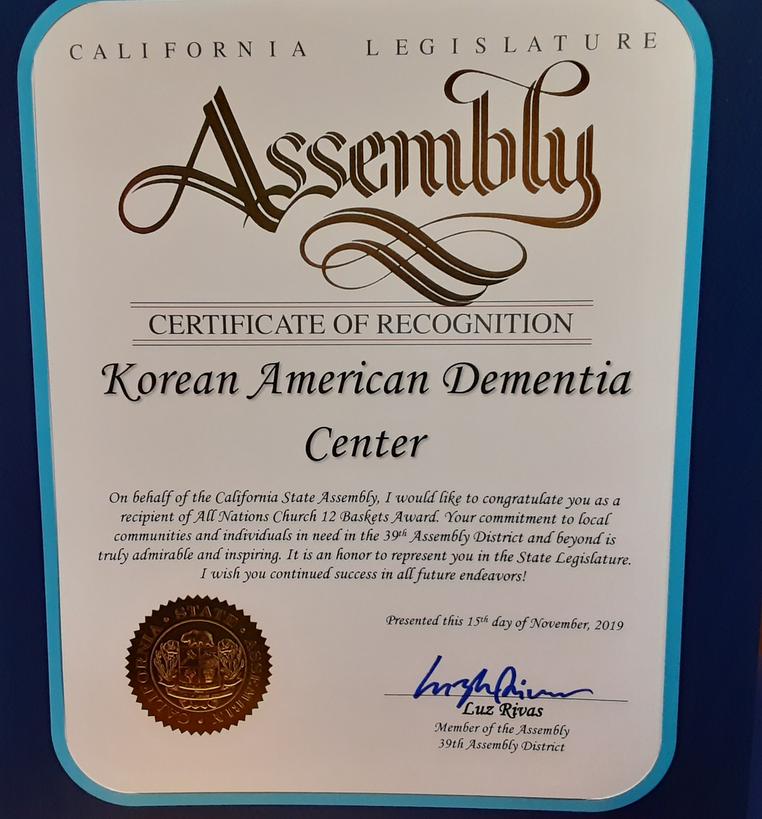 CALIFORNIA LEGISLATURE
Assembly
CERTIFICATE OF RECOGNITION
Korean American Dementia
Center
On behalf of the California State Assembly, I would like to congratulate you as a
recipient of All Nations Church 12 Baskets Award. Your commitment to local
communities and individuals in need in the 39th Assembly District and beyond is
truly admirable and inspiring. It is an honor to represent you in the State Legislature.
I wish you continued success in all future endeavors!
Presented this 15th day of November, 2019
CALIFORNIA STATE ASSEMBLY
Luz Rivas
Member of the Assembly
39th Assembly District